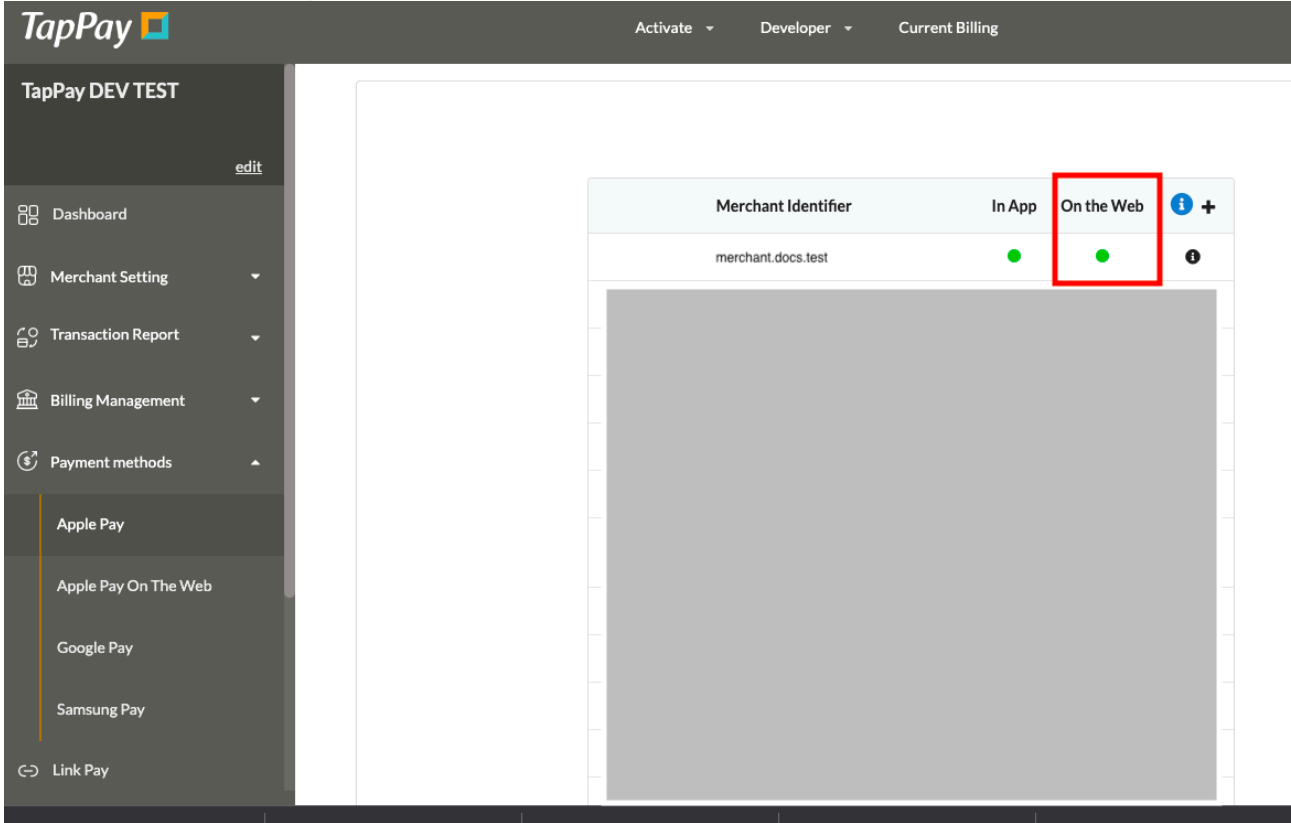 TapPay
Activate
Developer
Current Billing
TapPay DEV TEST
edit
Dashboard
Merchant Setting
Transaction Report
Billing Management
Payment methods
Apple Pay
Apple Pay On The Web
Google Pay
Samsung Pay
Link Pay
Merchant Identifier In App On the Web
merchant.docs.test